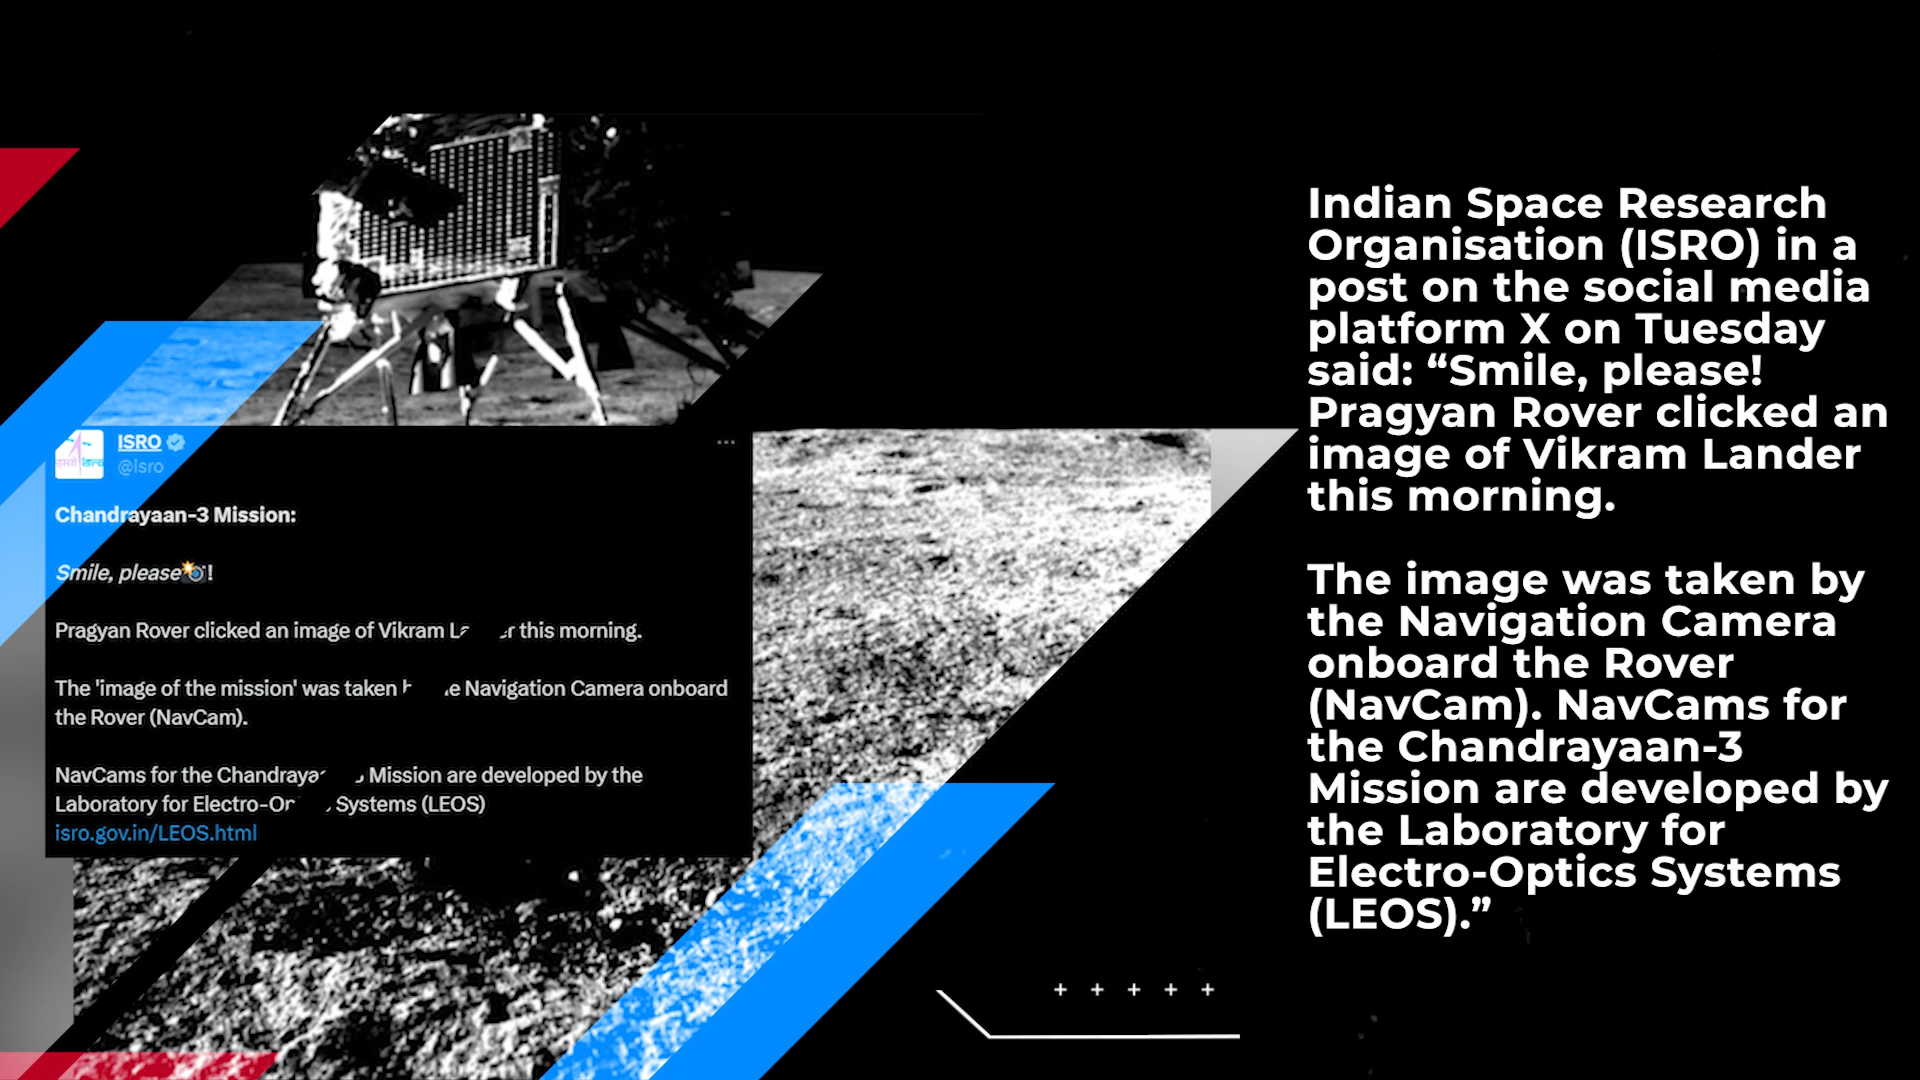 ISRO
@isro
Chandrayaan-3 Mission:
Smile, please📸!
Pragyan Rover clicked an image of Vikram this morning.
The 'image of the mission' was taken Navigation Camera onboard
the Rover (NavCam).
NavCams for the Mission are developed by the
Laboratory for Systems (LEOS)
isro.gov.in/LEOS.html
Indian Space Research
Organisation (ISRO) in a
post on the social media
platform X on Tuesday
said: “Smile, please!
Pragyan Rover clicked an
image of Vikram Lander
this morning.
The image was taken by
the Navigation Camera
onboard the Rover
(NavCam). NavCams for
the Chandrayaan-3
Mission are developed by
the Laboratory for
Electro-Optics Systems
(LEOS).”